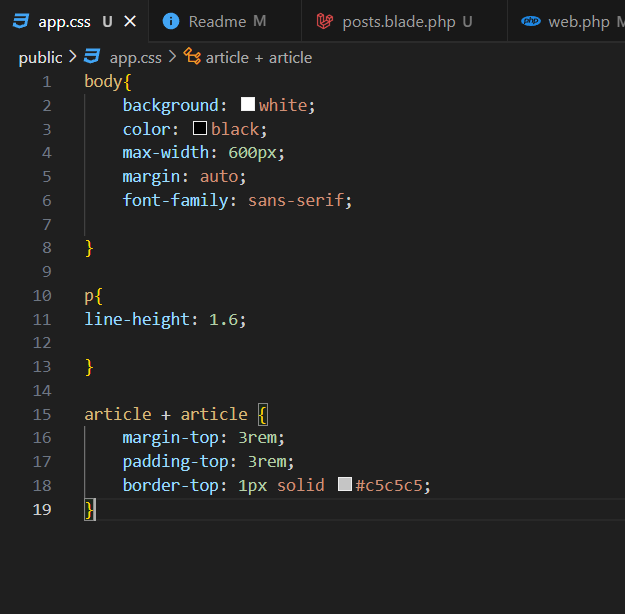 app.css U ✕ Readme M posts.blade.php U web.php M
public > app.css > article + article
1 body{
2     background: white;
3     color: black;
4     max-width: 600px;
5     margin: auto;
6     font-family: sans-serif;
7
8 }
9
10 p{
11 line-height: 1.6;
12
13 }
14
15 article + article {
16     margin-top: 3rem;
17     padding-top: 3rem;
18     border-top: 1px solid #c5c5c5;
19 }